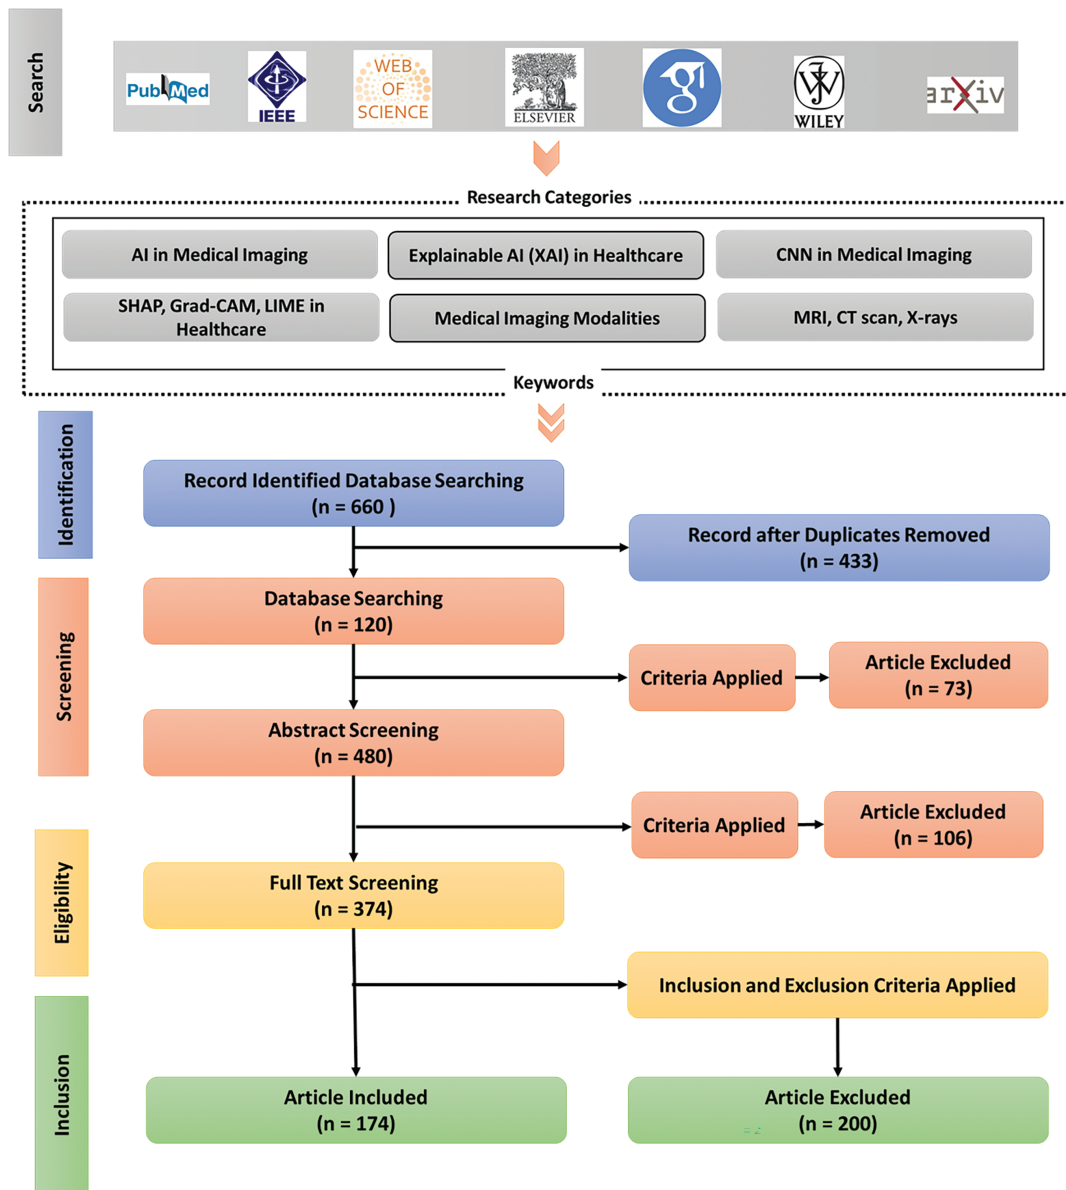 Search
PubMed
IEEE
WEB
OF
SCIENCE
ELSEVIER
g
WILEY
arXiv
Research Categories
AI in Medical Imaging
Explainable AI (XAI) in Healthcare
CNN in Medical Imaging
SHAP, Grad-CAM, LIME in
Healthcare
Medical Imaging Modalities
MRI, CT scan, X-rays
Keywords
Identification
Record Identified Database Searching
(n = 660 )
Record after Duplicates Removed
(n = 433)
Screening
Database Searching
(n = 120)
Criteria Applied
Article Excluded
(n = 73)
Abstract Screening
(n = 480)
Criteria Applied
Article Excluded
(n = 106)
Eligibility
Full Text Screening
(n = 374)
Inclusion and Exclusion Criteria Applied
Inclusion
Article Included
(n = 174)
Article Excluded
(n = 200)